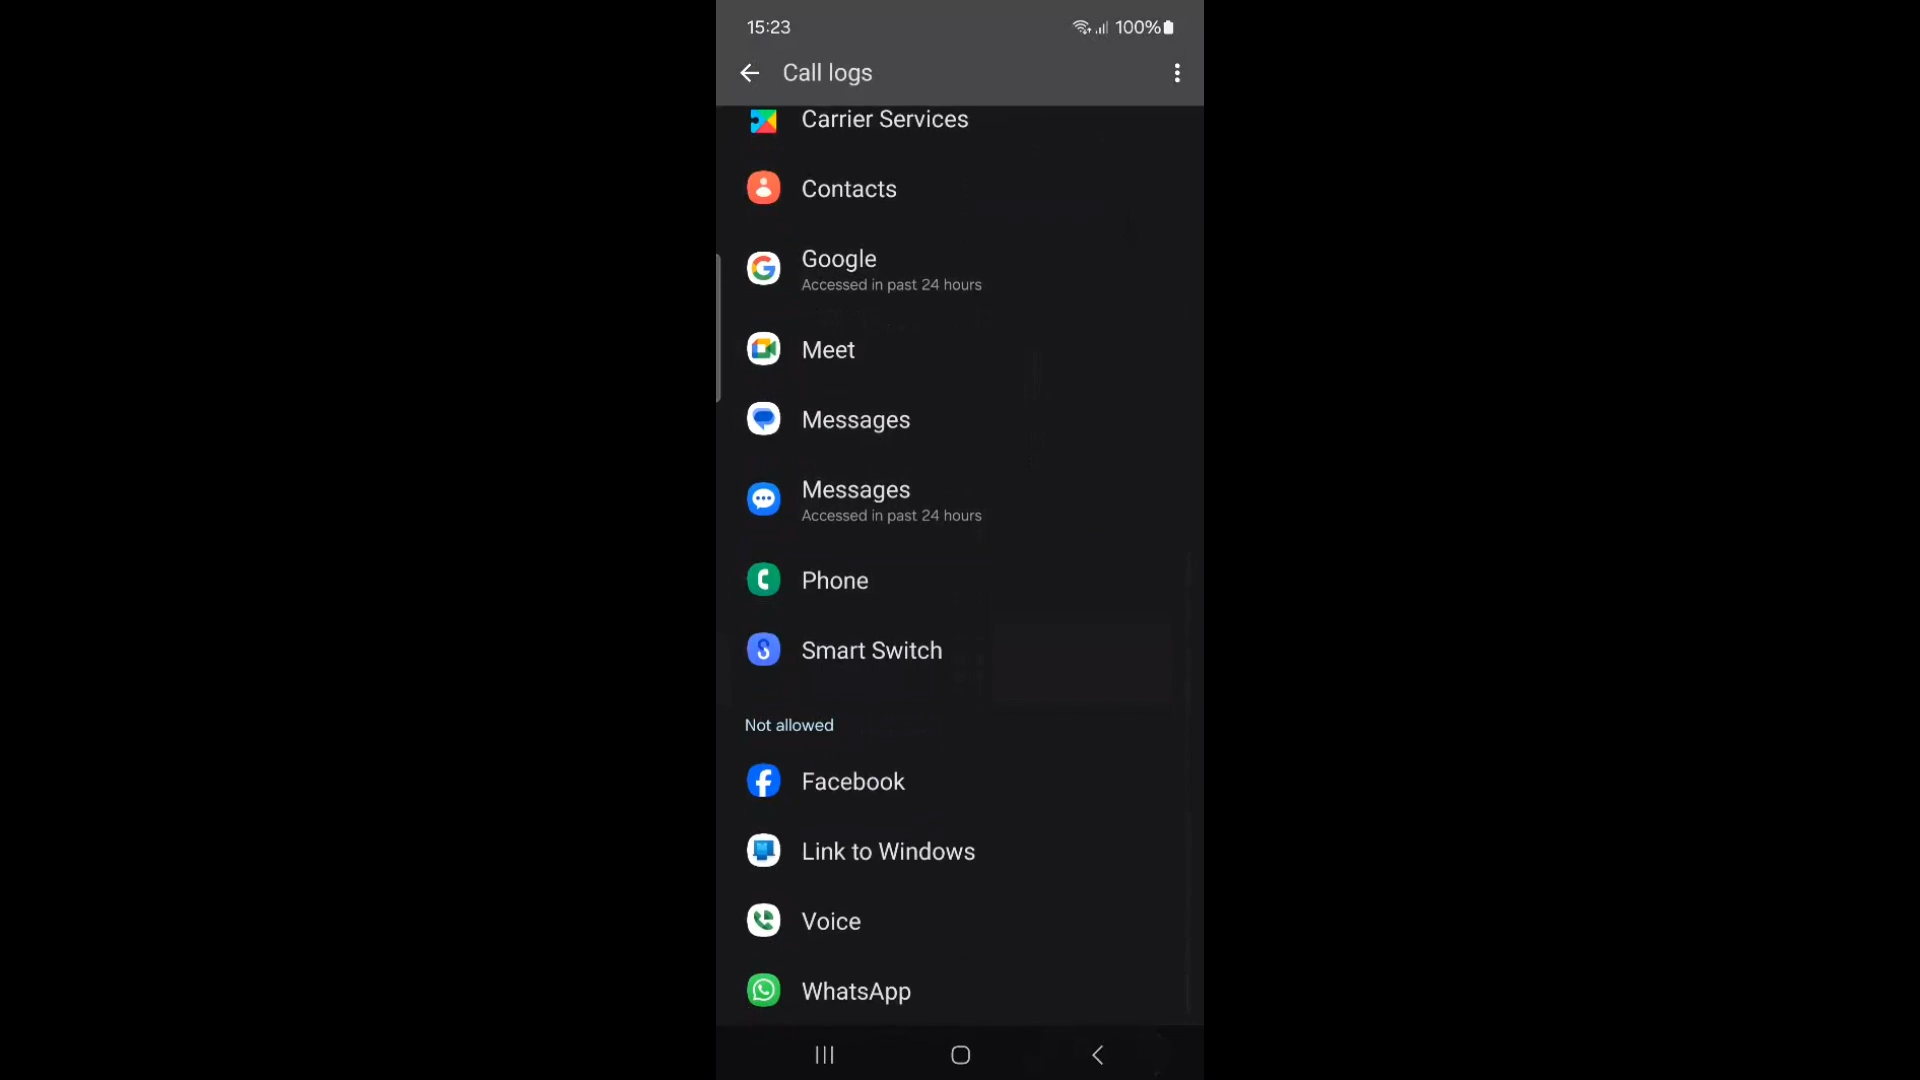 15:23
100%
Call logs
Carrier Services
Contacts
Google
Accessed in past 24 hours
Meet
Messages
Messages
Accessed in past 24 hours
Phone
Smart Switch
Not allowed
Facebook
Link to Windows
Voice
WhatsApp